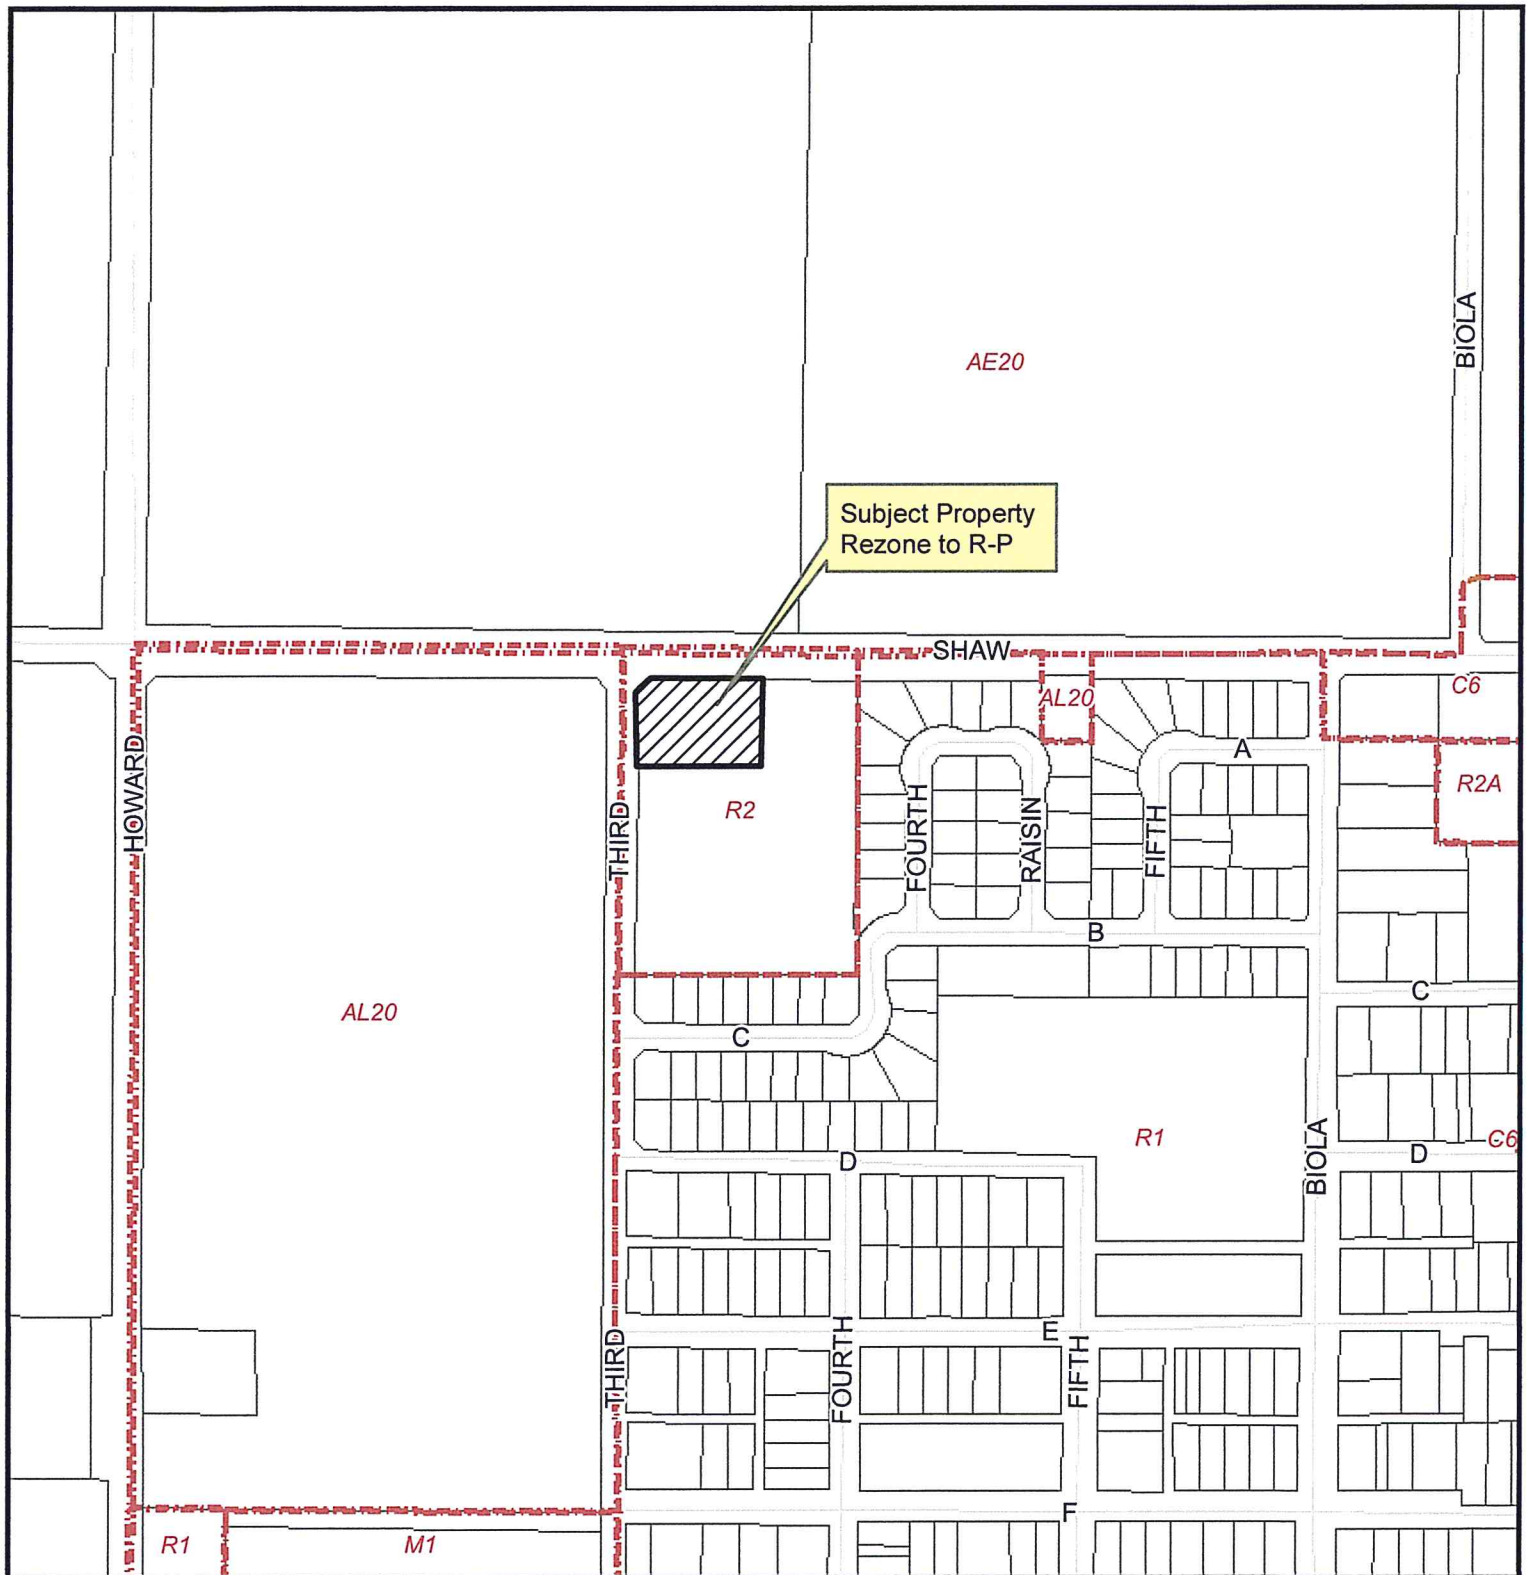 BIOLA
AE20
Subject Property
Rezone to R-P
SHAW
AL20
C6
HOWARD
A
R2A
THIRD
R2
FOURTH
RAISIN
FIFTH
B
C
AL20
C
R1
BIOLA
C6
D
D
E
THIRD
FOURTH
FIFTH
F
R1
M1